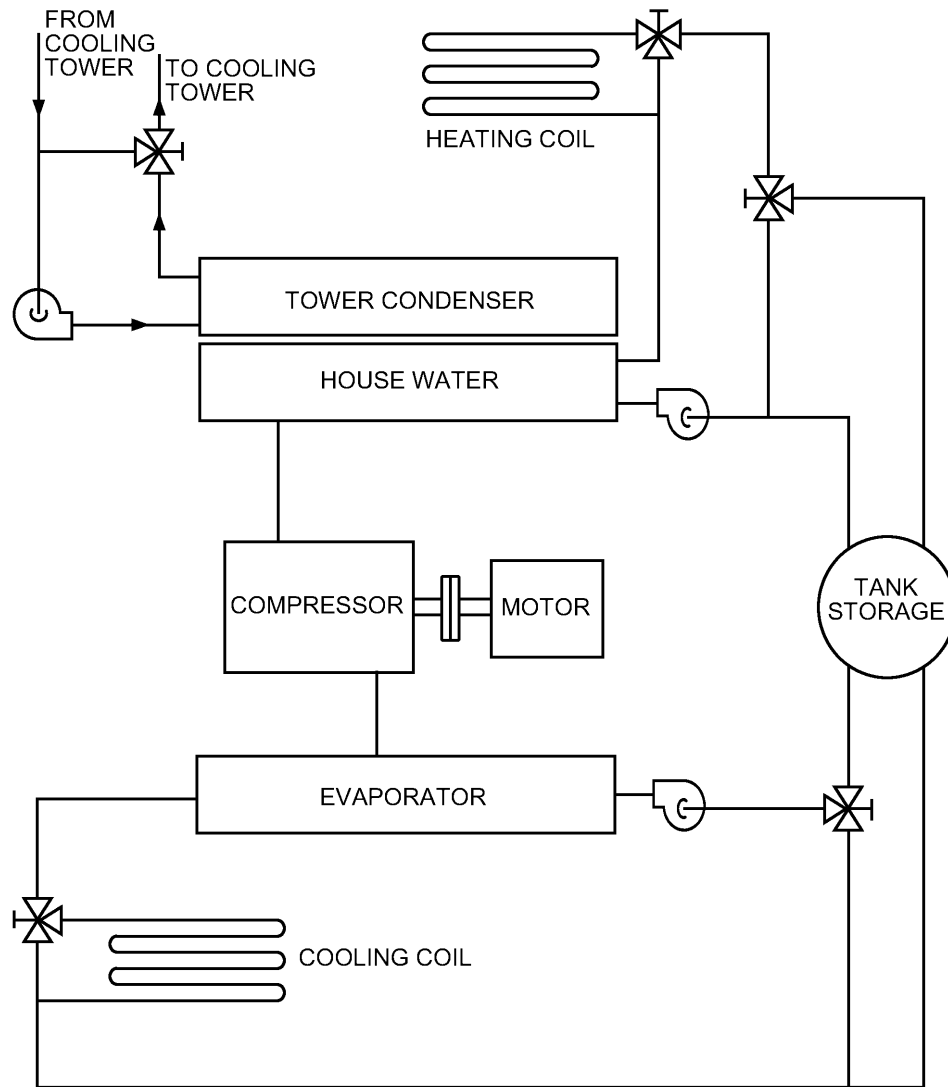 FROM
COOLING
TOWER
TO COOLING
TOWER
HEATING COIL
TOWER CONDENSER
HOUSE WATER
COMPRESSOR
MOTOR
TANK
STORAGE
EVAPORATOR
COOLING COIL